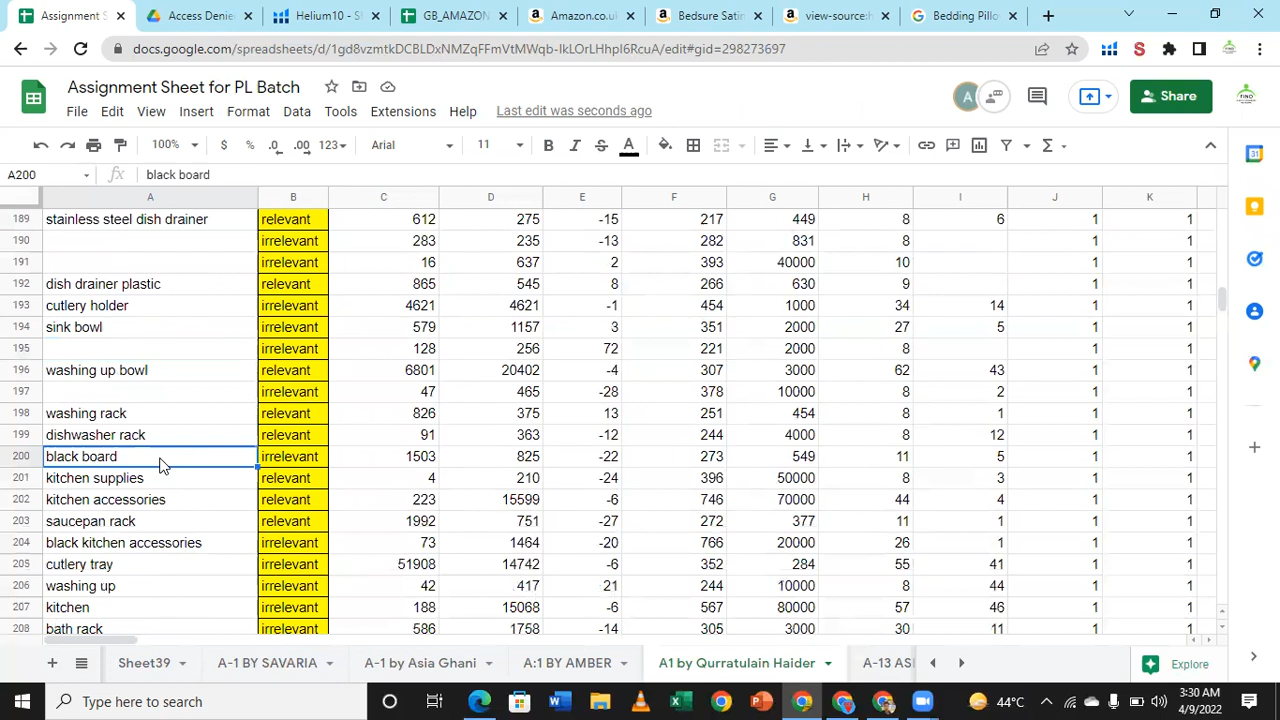 Assignment Sheet Access Denie Helium10 - S GB_AMAZON Amazon.co.uk Bedsure Sati view-source:h Bedding Pillo
docs.google.com/spreadsheets/d/1gd8vzmtkDCBLDxNMZqFFmVtMWqb-IkLOrLHhpI6RcuA/edit#gid=298273697
Assignment Sheet for PL Batch
File Edit View Insert Format Data Tools Extensions Help Last edit was seconds ago
A Share
100% $ % .0 .00 123 Arial 11 B I S A Σ
A200 fx black board
A B C D E F G H I J K
189 stainless steel dish drainer relevant 612 275 -15 217 449 8 6 1 1
190 irrelevant 283 235 -13 282 831 8 1 1
191 irrelevant 16 637 2 393 40000 10 1 1
192 dish drainer plastic relevant 865 545 8 266 630 9 1 1
193 cutlery holder irrelevant 4621 4621 -1 454 1000 34 14 1 1
194 sink bowl irrelevant 579 1157 3 351 2000 27 5 1 1
195 irrelevant 128 256 72 221 2000 8 1 1
196 washing up bowl relevant 6801 20402 -4 307 3000 62 43 1 1
197 irrelevant 47 465 -28 378 10000 8 2 1 1
198 washing rack relevant 826 375 13 251 454 8 1 1 1
199 dishwasher rack relevant 91 363 -12 244 4000 8 12 1 1
200 black board irrelevant 1503 825 -22 273 549 11 5 1 1
201 kitchen supplies relevant 4 210 -24 396 50000 8 3 1 1
202 kitchen accessories relevant 223 15599 -6 746 70000 44 4 1 1
203 saucepan rack relevant 1992 751 -27 272 377 11 1 1 1
204 black kitchen accessories irrelevant 73 1464 -20 766 20000 26 1 1 1
205 cutlery tray irrelevant 51908 14742 -6 352 284 55 41 1 1
206 washing up irrelevant 42 417 21 244 10000 8 44 1 1
207 kitchen irrelevant 188 15068 -6 567 80000 57 46 1 1
208 bath rack irrelevant 586 1758 -14 305 3000 30 11 1 1
Sheet39 A-1 BY SAVARIA A-1 by Asia Ghani A:1 BY AMBER A1 by Qurratulain Haider A-13 ASI Explore
Type here to search 44°C 3:30 AM
4/9/2022